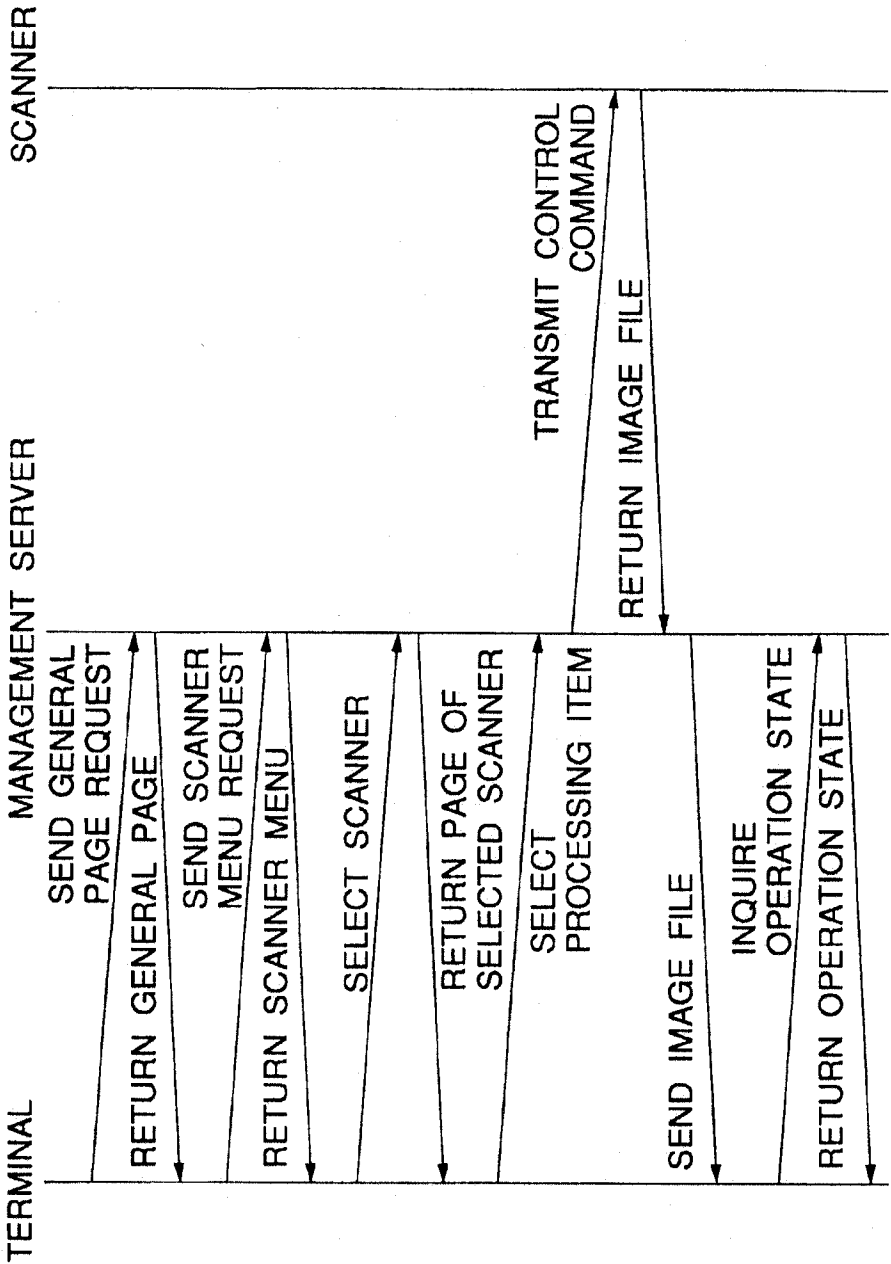 TERMINAL
MANAGEMENT SERVER
SCANNER
SEND GENERAL
PAGE REQUEST
RETURN GENERAL PAGE
SEND SCANNER
MENU REQUEST
RETURN SCANNER MENU
SELECT SCANNER
RETURN PAGE OF
SELECTED SCANNER
SELECT
PROCESSING ITEM
TRANSMIT CONTROL
COMMAND
RETURN IMAGE FILE
SEND IMAGE FILE
INQUIRE
OPERATION STATE
RETURN OPERATION STATE